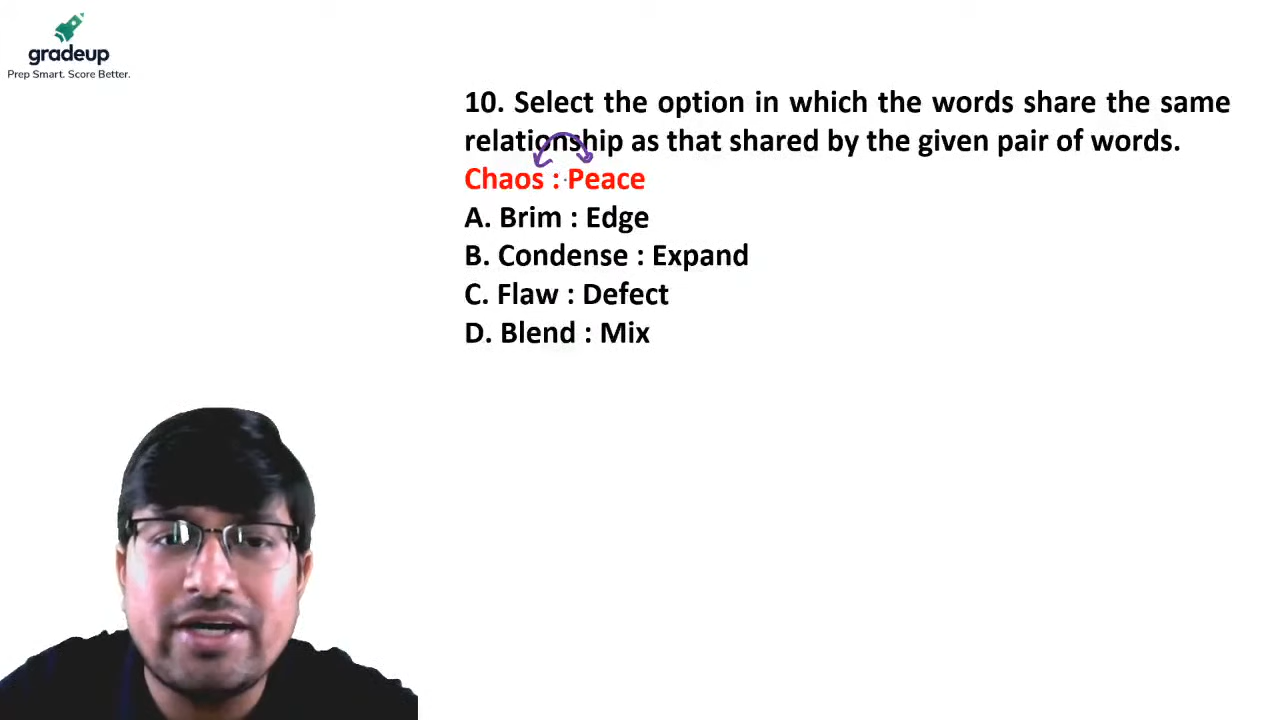 gradeup
Prep Smart. Score Better.
10. Select the option in which the words share the same
relationship as that shared by the given pair of words.
Chaos : Peace
A. Brim : Edge
B. Condense : Expand
C. Flaw : Defect
D. Blend : Mix